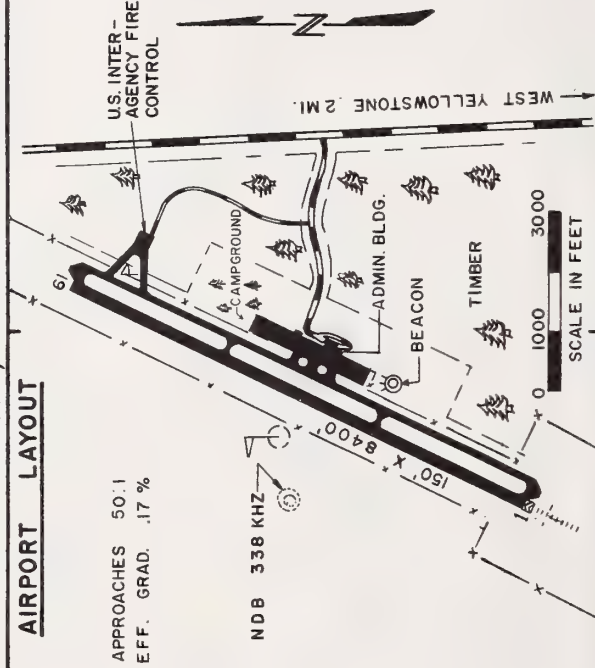 AIRPORT LAYOUT
APPROACHES 50:1
EFF. GRAD. .17 %
NDB 338 KHZ
19
150' X 8400'
1
U.S. INTER-
AGENCY FIRE
CONTROL
N
CAMPGROUND
ADMIN. BLDG.
BEACON
TIMBER
WEST YELLOWSTONE 2 MI.
0 1000 3000
SCALE IN FEET